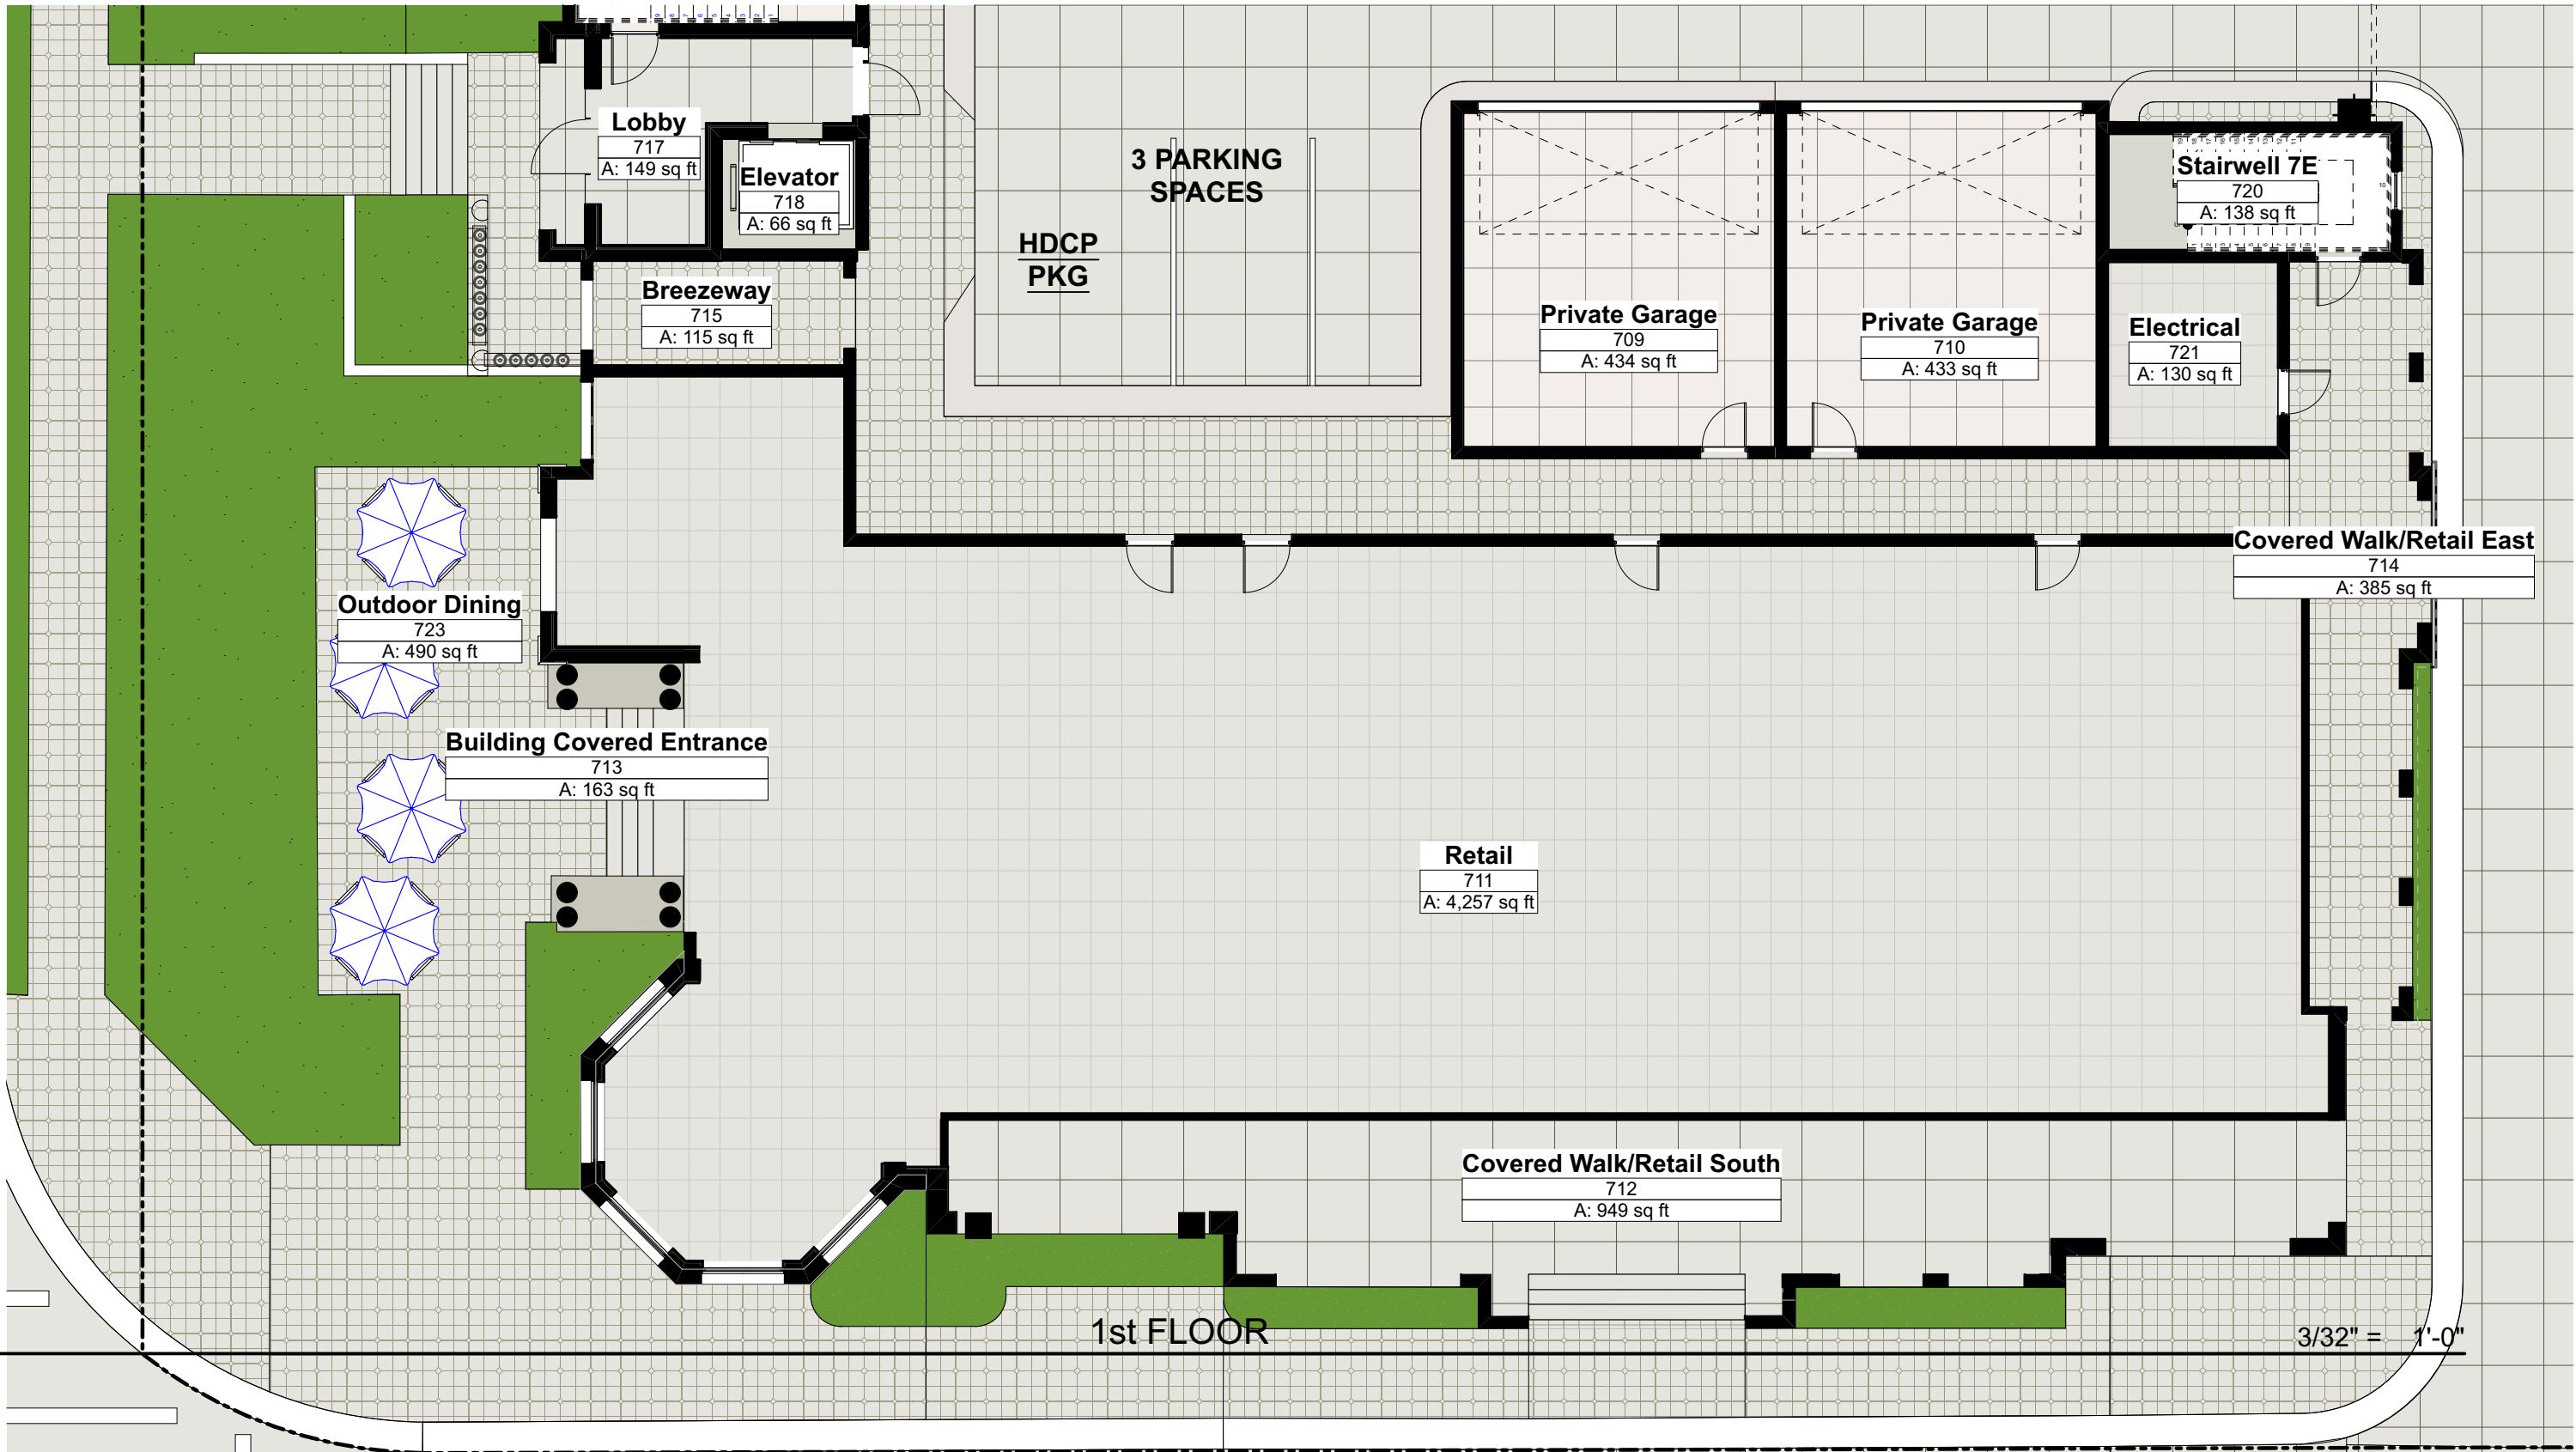 Lobby
717
A: 149 sq ft
Elevator
718
A: 66 sq ft
3 PARKING
SPACES
HDCP
PKG
Stairwell 7E
720
A: 138 sq ft
Breezeway
715
A: 115 sq ft
Private Garage
709
A: 434 sq ft
Private Garage
710
A: 433 sq ft
Electrical
721
A: 130 sq ft
Covered Walk/Retail East
714
A: 385 sq ft
Outdoor Dining
723
A: 490 sq ft
Building Covered Entrance
713
A: 163 sq ft
Retail
711
A: 4,257 sq ft
Covered Walk/Retail South
712
A: 949 sq ft
1st FLOOR
3/32" = 1'-0"